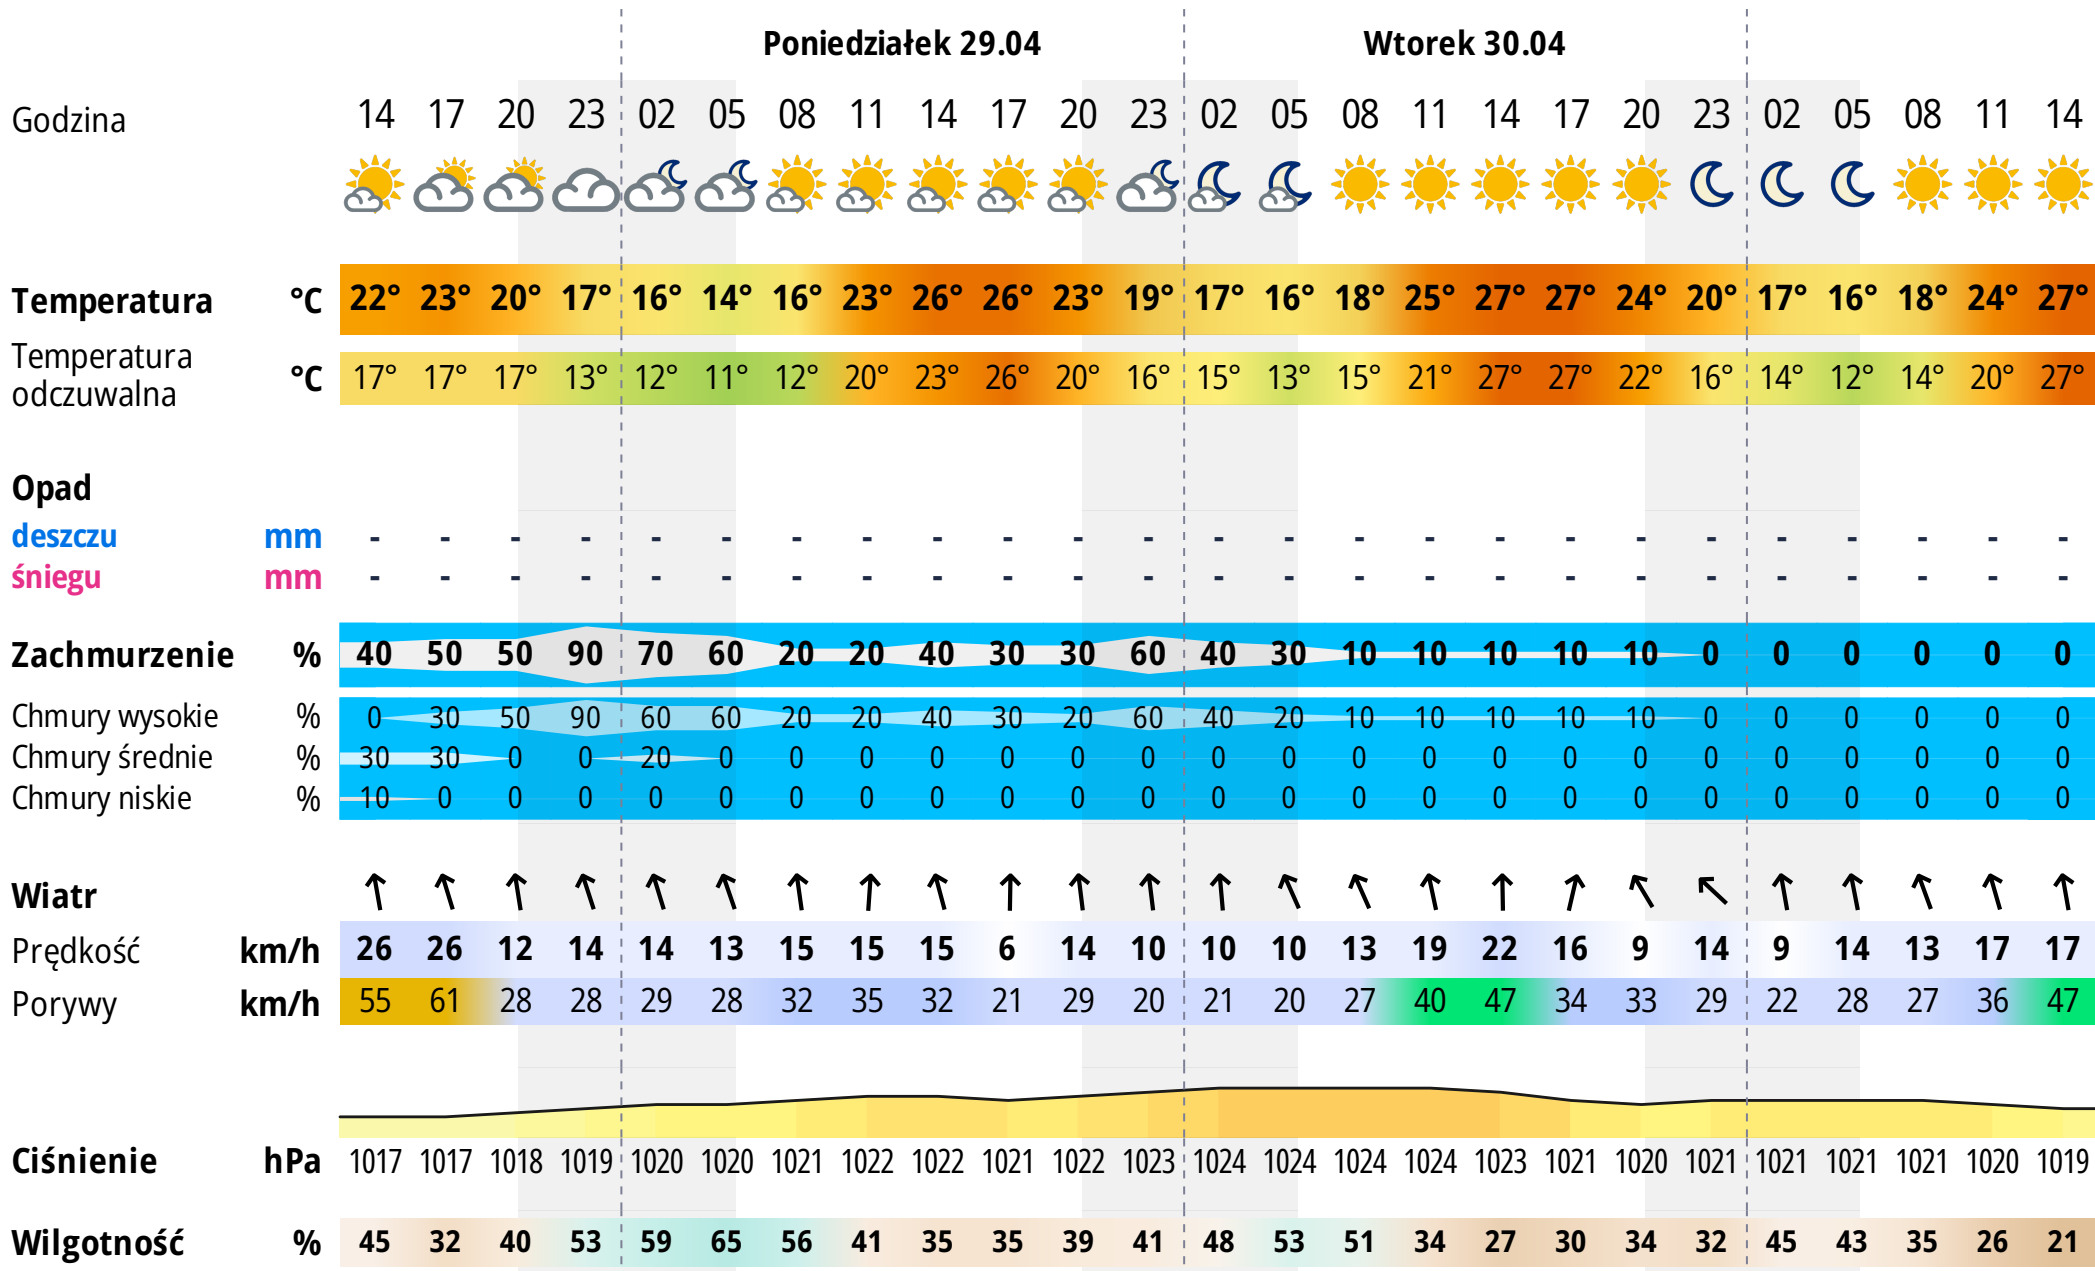 Poniedziałek 29.04 Wtorek 30.04
Godzina 14 17 20 23 02 05 08 11 14 17 20 23 02 05 08 11 14 17 20 23 02 05 08 11 14
Temperatura °C 22° 23° 20° 17° 16° 14° 16° 23° 26° 26° 23° 19° 17° 16° 18° 25° 27° 27° 24° 20° 17° 16° 18° 24° 27°
Temperatura
odczuwalna °C 17° 17° 17° 13° 12° 11° 12° 20° 23° 26° 20° 16° 15° 13° 15° 21° 27° 27° 22° 16° 14° 12° 14° 20° 27°
Opad
deszczu mm - - - - - - - - - - - - - - - - - - - - - - - - -
śniegu mm - - - - - - - - - - - - - - - - - - - - - - - - -
Zachmurzenie % 40 50 50 90 70 60 20 20 40 30 30 60 40 30 10 10 10 10 10 0 0 0 0 0 0
Chmury wysokie % 0 30 50 90 60 60 20 20 40 30 20 60 40 20 10 10 10 10 10 0 0 0 0 0 0
Chmury średnie % 30 30 0 0 20 0 0 0 0 0 0 0 0 0 0 0 0 0 0 0 0 0 0 0 0
Chmury niskie % 10 0 0 0 0 0 0 0 0 0 0 0 0 0 0 0 0 0 0 0 0 0 0 0 0
Wiatr
Prędkość km/h 26 26 12 14 14 13 15 15 15 6 14 10 10 10 13 19 22 16 9 14 9 14 13 17 17
Porywy km/h 55 61 28 28 29 28 32 35 32 21 29 20 21 20 27 40 47 34 33 29 22 28 27 36 47
Ciśnienie hPa 1017 1017 1018 1019 1020 1020 1021 1022 1022 1021 1022 1023 1024 1024 1024 1024 1023 1021 1020 1021 1021 1021 1021 1020 1019
Wilgotność % 45 32 40 53 59 65 56 41 35 35 39 41 48 53 51 34 27 30 34 32 45 43 35 26 21